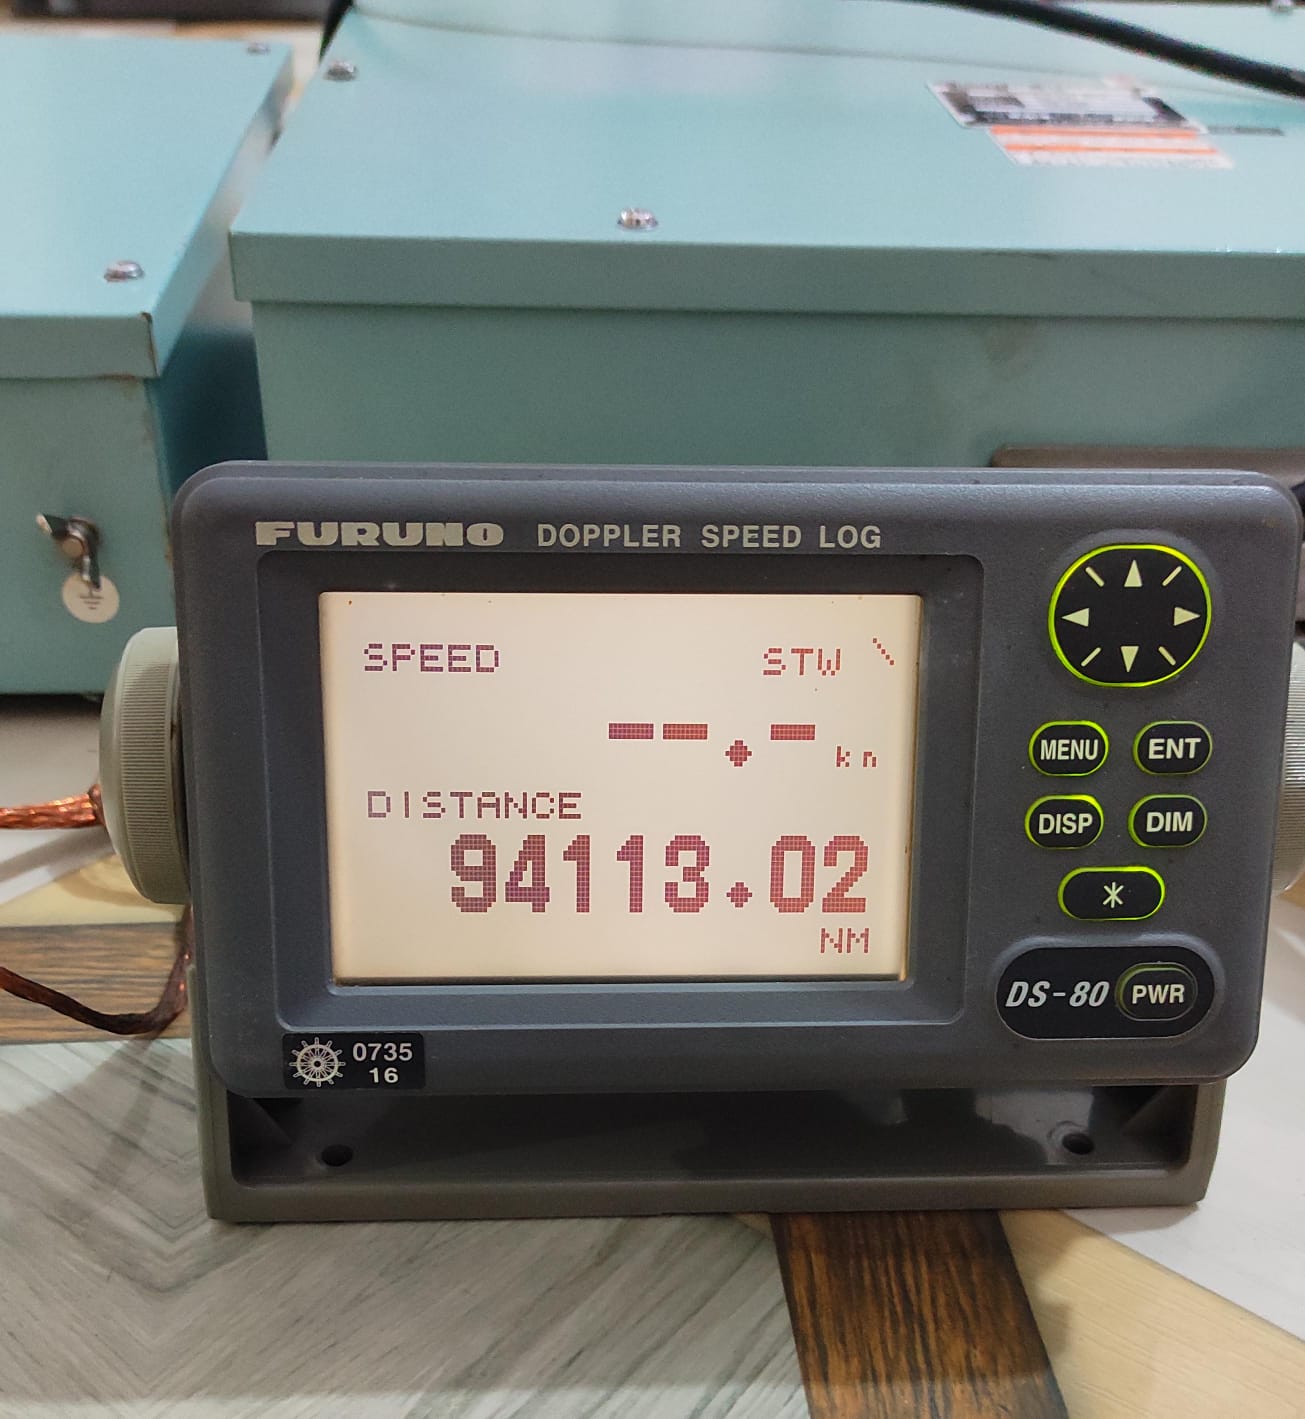 FURUNO DOPPLER SPEED LOG
SPEED STW
--.- kn
DISTANCE
94113.02
NM
MENU ENT
DISP DIM
DS-80 PWR
0735
16